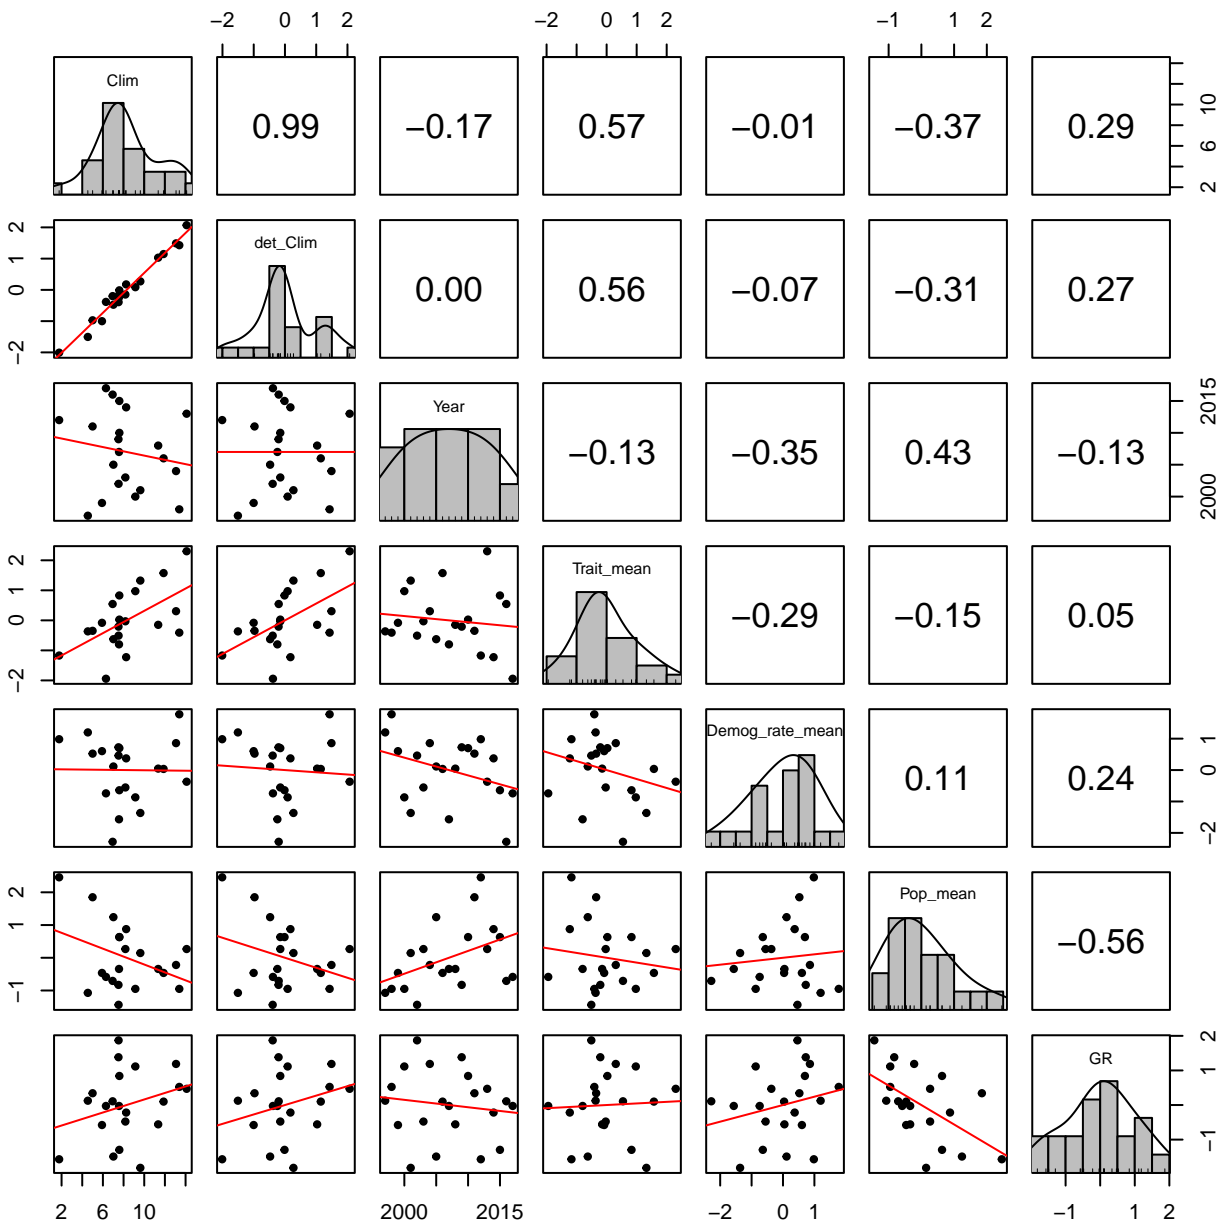 −2 0 1 2 −2 0 1 2 −1 1 2
Clim
0.99 −0.17 0.57 −0.01 −0.37 0.29
2 6 10
−2 0 1 2
det_Clim
0.00 0.56 −0.07 −0.31 0.27
Year
−0.13 −0.35 0.43 −0.13
2000 2015
−2 0 1 2
Trait_mean
−0.29 −0.15 0.05
Demog_rate_mean
0.11 0.24
−2 0 1
−1 1 2
Pop_mean
−0.56
GR
−1 1 2
2 6 10 2000 2015 −2 0 1 −1 1 2